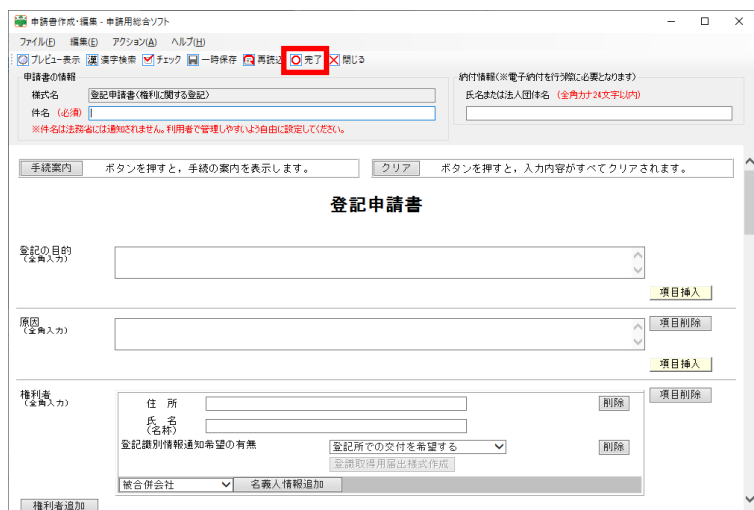 申請書作成・編集 - 申請用総合ソフト
ファイル(F) 編集(E) アクション(A) ヘルプ(H)
プレビュー表示 漢 漢字検索 チェック 一時保存 再読込 完了 閉じる
申請書の情報
様式名 登記申請書(権利に関する登記)
件名 (必須)
※件名は法務省には通知されません。利用者で管理しやすいよう自由に設定してください。
納付情報(※電子納付を行う際に必要となります)
氏名または法人団体名 (全角カナ24文字以内)
手続案内 ボタンを押すと，手続の案内を表示します。
クリア ボタンを押すと，入力内容がすべてクリアされます。
登記申請書
登記の目的
(全角入力)
項目挿入
原因
(全角入力)
項目削除
項目挿入
権利者
(全角入力)
項目削除
住 所
削除
氏 名
(名称)
登記識別情報通知希望の有無 登記所での交付を希望する 削除
登識取得用届出様式作成
被合併会社 名義人情報追加
権利者追加